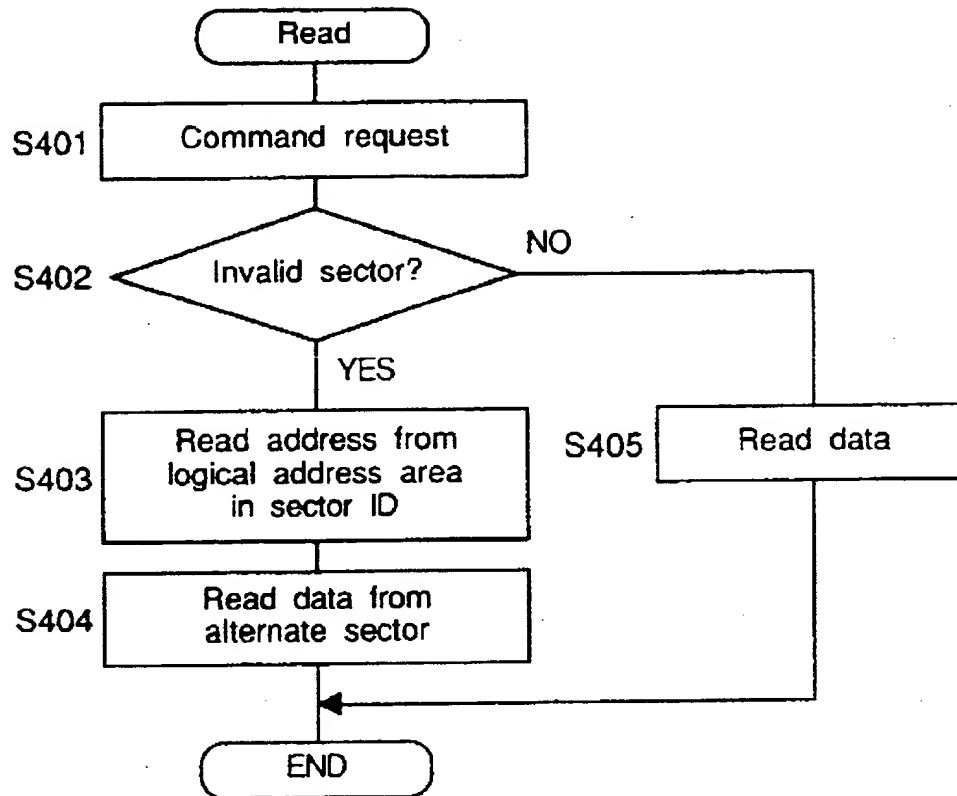 Read
S401
Command request
S402
Invalid sector?
NO
YES
S403
Read address from
logical address area
in sector ID
S405
Read data
S404
Read data from
alternate sector
END